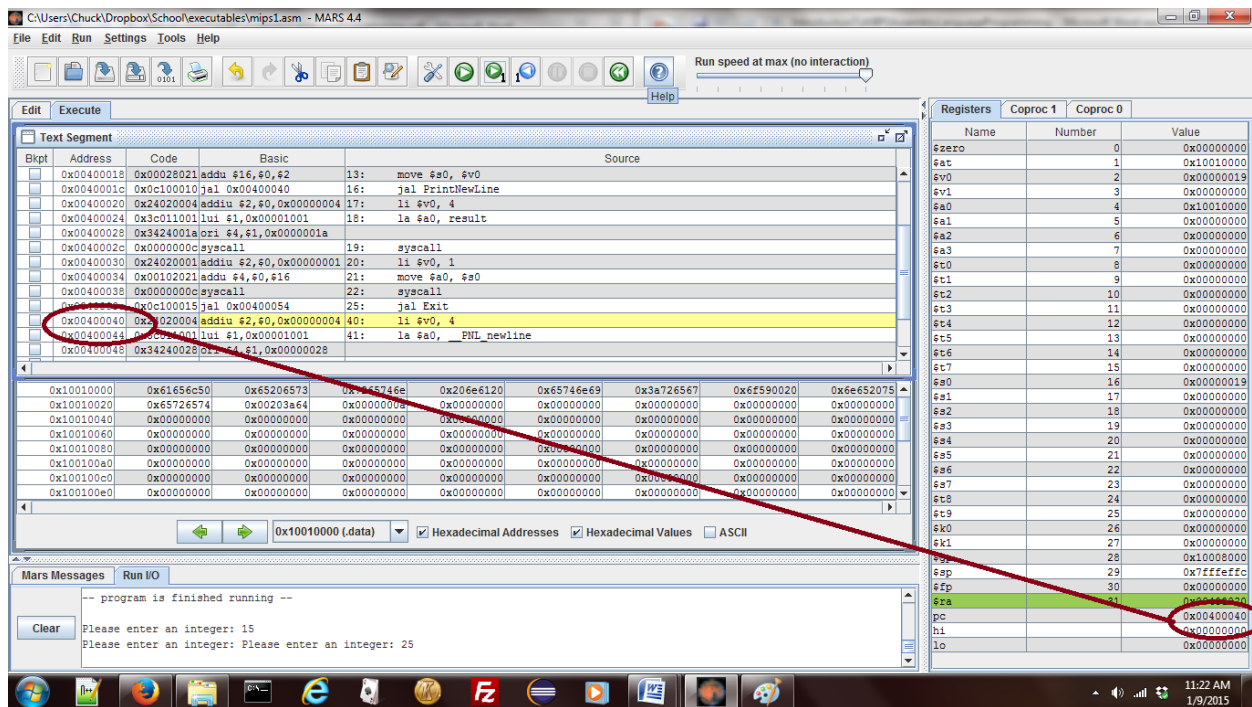 C:\Users\Chuck\Dropbox\School\executables\mips1.asm - MARS 4.4
File Edit Run Settings Tools Help
Run speed at max (no interaction)
Help
Edit Execute
Text Segment
Bkpt Address Code Basic Source
0x00400018 0x00028021 addu $16,$0,$2 13: move $s0, $v0
0x0040001c 0x0c100010 jal 0x00400040 16: jal PrintNewLine
0x00400020 0x24020004 addiu $2,$0,0x00000004 17: li $v0, 4
0x00400024 0x3c011001 lui $1,0x00001001 18: la $a0, result
0x00400028 0x3424001a ori $4,$1,0x0000001a
0x0040002c 0x0000000c syscall 19: syscall
0x00400030 0x24020001 addiu $2,$0,0x00000001 20: li $v0, 1
0x00400034 0x00102021 addu $4,$0,$16 21: move $a0, $s0
0x00400038 0x0000000c syscall 22: syscall
0x0c100015 jal 0x00400054 25: jal Exit
0x00400040 0x24020004 addiu $2,$0,0x00000004 40: li $v0, 4
0x00400044 0x3c011001 lui $1,0x00001001 41: la $a0, __PNL_newline
0x00400048 0x34240028 ori $4,$1,0x00000028
0x10010000 0x61656c50 0x65206573 0x7265746e 0x206e6120 0x65746e69 0x3a726567 0x6f590020 0x6e652075
0x10010020 0x65726574 0x00203a64 0x0000000a 0x00000000 0x00000000 0x00000000 0x00000000 0x00000000
0x10010040 0x00000000 0x00000000 0x00000000 0x00000000 0x00000000 0x00000000 0x00000000 0x00000000
0x10010060 0x00000000 0x00000000 0x00000000 0x00000000 0x00000000 0x00000000 0x00000000 0x00000000
0x10010080 0x00000000 0x00000000 0x00000000 0x00000000 0x00000000 0x00000000 0x00000000 0x00000000
0x100100a0 0x00000000 0x00000000 0x00000000 0x00000000 0x00000000 0x00000000 0x00000000 0x00000000
0x100100c0 0x00000000 0x00000000 0x00000000 0x00000000 0x00000000 0x00000000 0x00000000 0x00000000
0x100100e0 0x00000000 0x00000000 0x00000000 0x00000000 0x00000000 0x00000000 0x00000000 0x00000000
0x10010000 (.data) Hexadecimal Addresses Hexadecimal Values ASCII
Mars Messages Run I/O
-- program is finished running --
Clear
Please enter an integer: 15
Please enter an integer: Please enter an integer: 25
Registers Coproc 1 Coproc 0
Name Number Value
$zero 0 0x00000000
$at 1 0x10010000
$v0 2 0x00000019
$v1 3 0x00000000
$a0 4 0x10010000
$a1 5 0x00000000
$a2 6 0x00000000
$a3 7 0x00000000
$t0 8 0x00000000
$t1 9 0x00000000
$t2 10 0x00000000
$t3 11 0x00000000
$t4 12 0x00000000
$t5 13 0x00000000
$t6 14 0x00000000
$t7 15 0x00000000
$s0 16 0x00000019
$s1 17 0x00000000
$s2 18 0x00000000
$s3 19 0x00000000
$s4 20 0x00000000
$s5 21 0x00000000
$s6 22 0x00000000
$s7 23 0x00000000
$t8 24 0x00000000
$t9 25 0x00000000
$k0 26 0x00000000
$k1 27 0x00000000
$gp 28 0x10008000
$sp 29 0x7fffeffc
$fp 30 0x00000000
$ra 31 0x00400020
pc 0x00400040
hi 0x00000000
lo 0x00000000
11:22 AM
1/9/2015